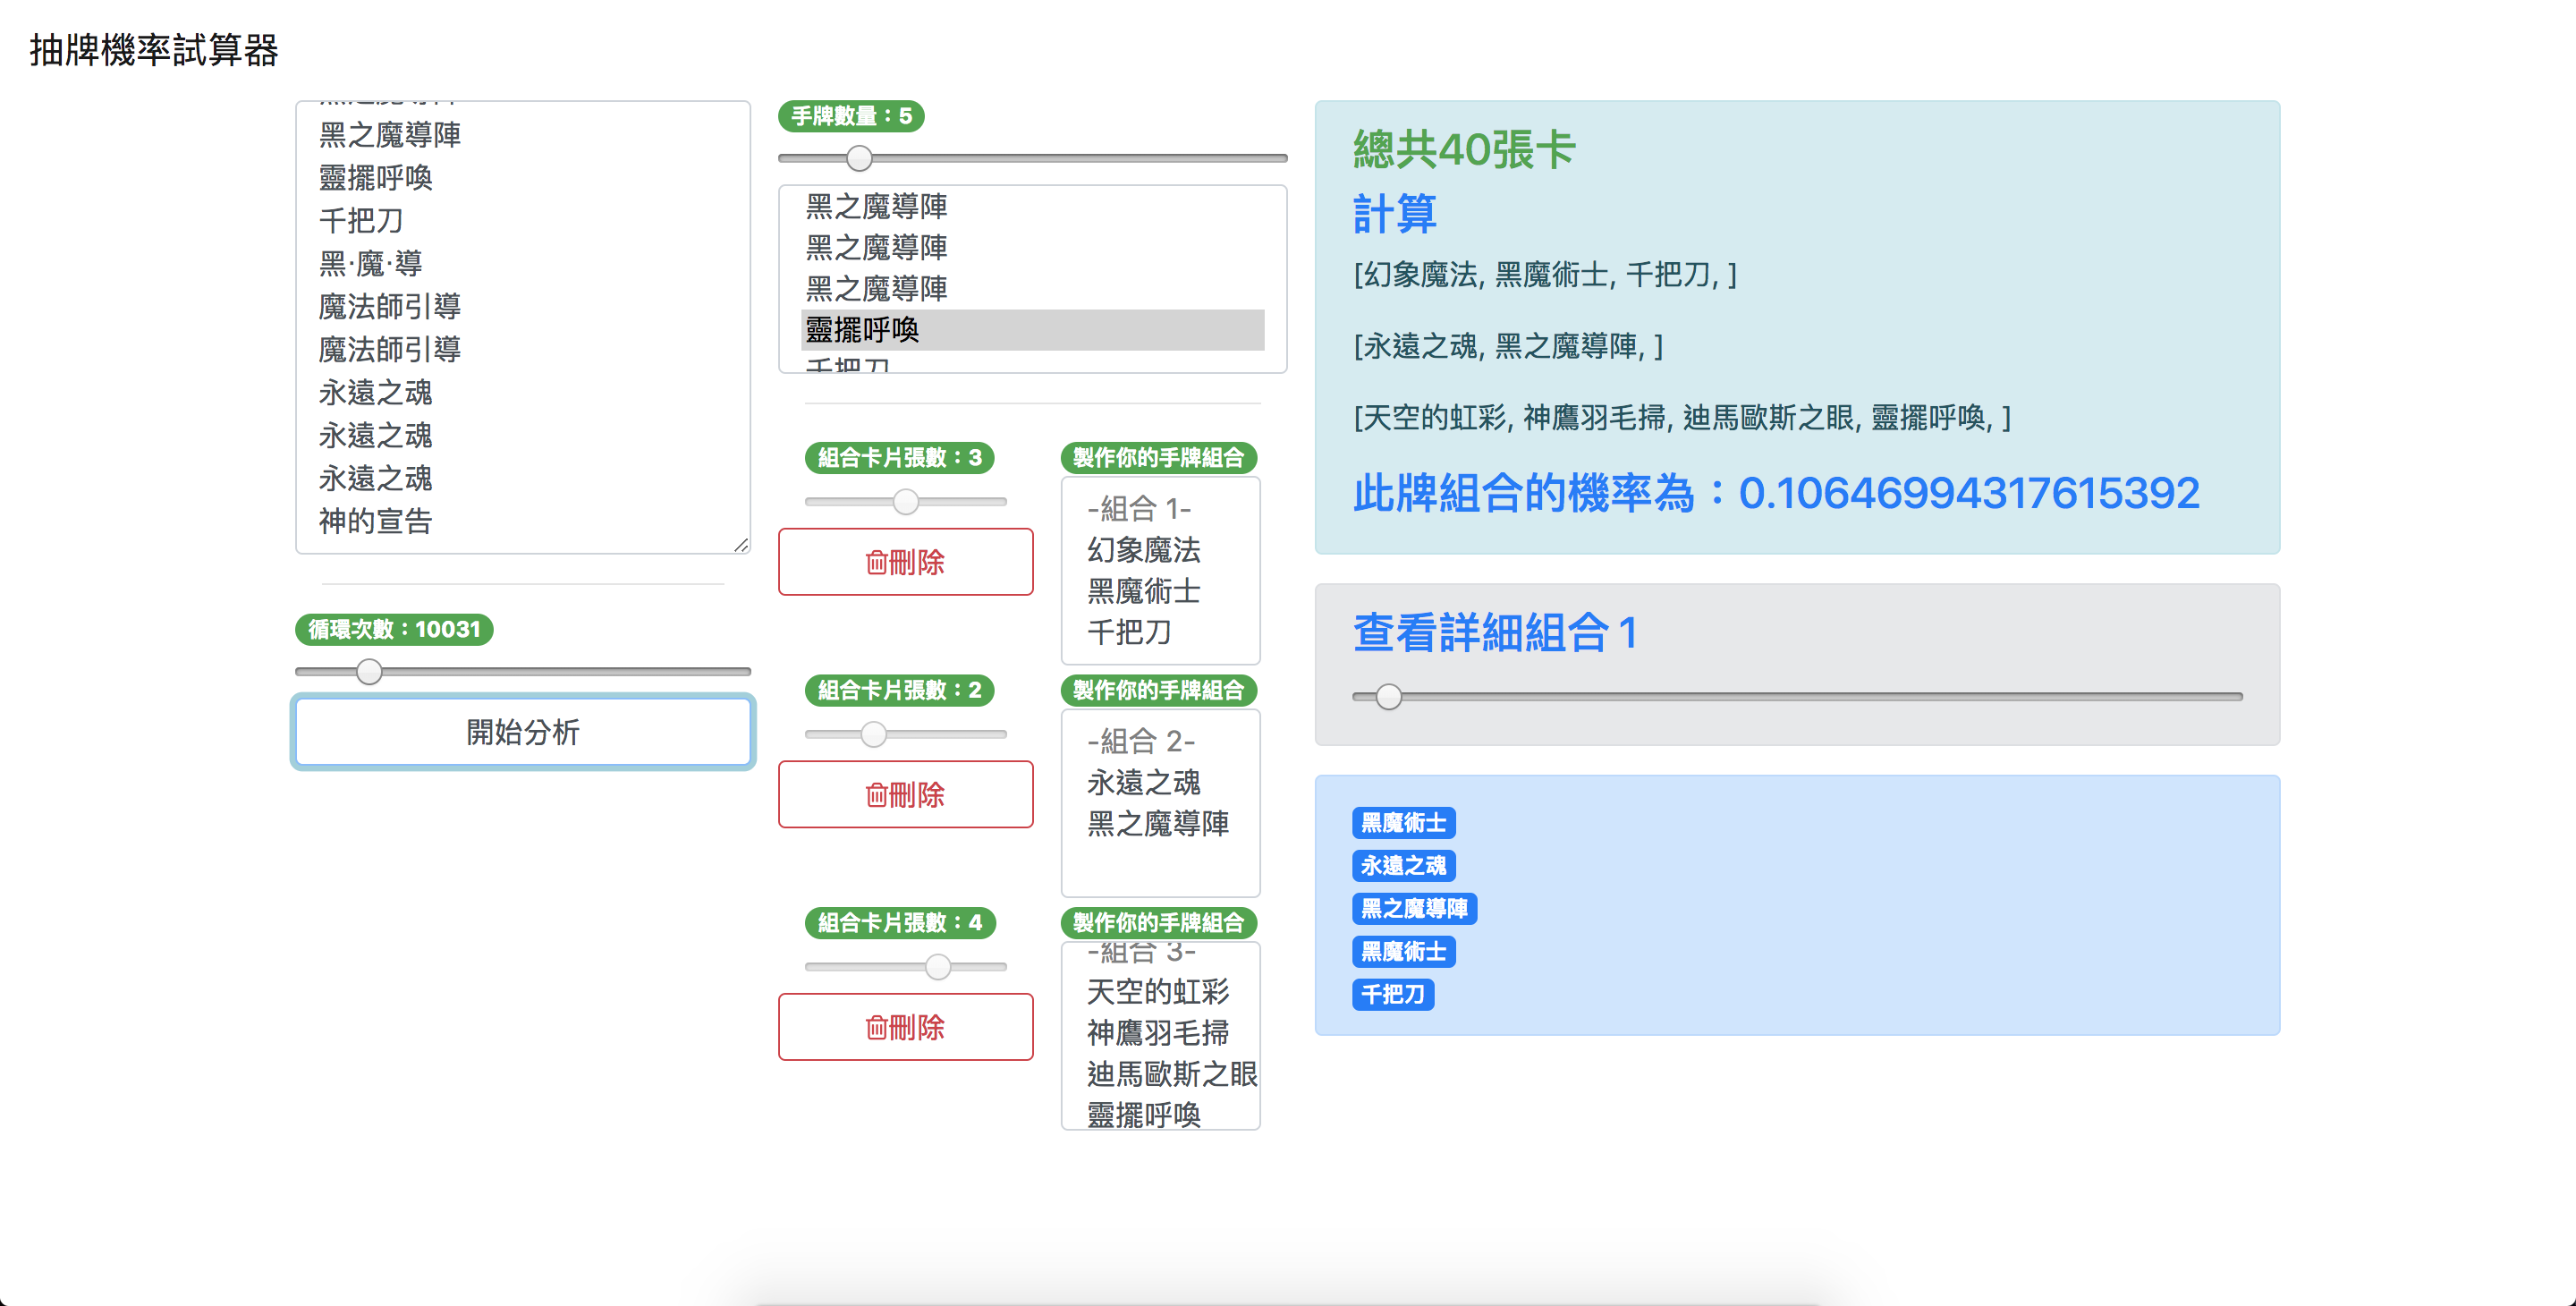 抽牌機率試算器
黑之魔導陣
靈擺呼喚
千把刀
黑·魔·導
魔法師引導
魔法師引導
永遠之魂
永遠之魂
永遠之魂
神的宣告
循環次數：10031
開始分析
手牌數量：5
黑之魔導陣
黑之魔導陣
黑之魔導陣
靈擺呼喚
千把刀
組合卡片張數：3
刪除
製作你的手牌組合
-組合 1-
幻象魔法
黑魔術士
千把刀
組合卡片張數：2
刪除
製作你的手牌組合
-組合 2-
永遠之魂
黑之魔導陣
組合卡片張數：4
刪除
製作你的手牌組合
-組合 3-
天空的虹彩
神鷹羽毛掃
迪馬歐斯之眼
靈擺呼喚
總共40張卡
計算
[幻象魔法, 黑魔術士, 千把刀, ]
[永遠之魂, 黑之魔導陣, ]
[天空的虹彩, 神鷹羽毛掃, 迪馬歐斯之眼, 靈擺呼喚, ]
此牌組合的機率為：0.106469943176153​92
查看詳細組合 1
黑魔術士
永遠之魂
黑之魔導陣
黑魔術士
千把刀